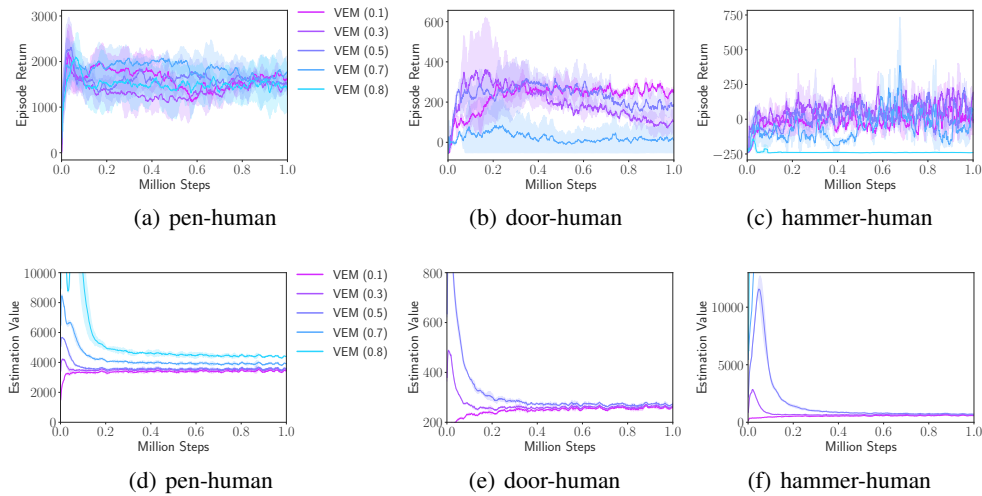 3000
2000
1000
0
Episode Return
0.0 0.2 0.4 0.6 0.8 1.0
Million Steps
(a) pen-human
VEM (0.1)
VEM (0.3)
VEM (0.5)
VEM (0.7)
VEM (0.8)
600
400
200
0
Episode Return
0.0 0.2 0.4 0.6 0.8 1.0
Million Steps
(b) door-human
750
500
250
0
−250
Episode Return
0.0 0.2 0.4 0.6 0.8 1.0
Million Steps
(c) hammer-human
10000
8000
6000
4000
2000
0
Estimation Value
0.0 0.2 0.4 0.6 0.8 1.0
Million Steps
(d) pen-human
VEM (0.1)
VEM (0.3)
VEM (0.5)
VEM (0.7)
VEM (0.8)
800
600
400
200
Estimation Value
0.0 0.2 0.4 0.6 0.8 1.0
Million Steps
(e) door-human
10000
5000
0
Estimation Value
0.0 0.2 0.4 0.6 0.8 1.0
Million Steps
(f) hammer-human